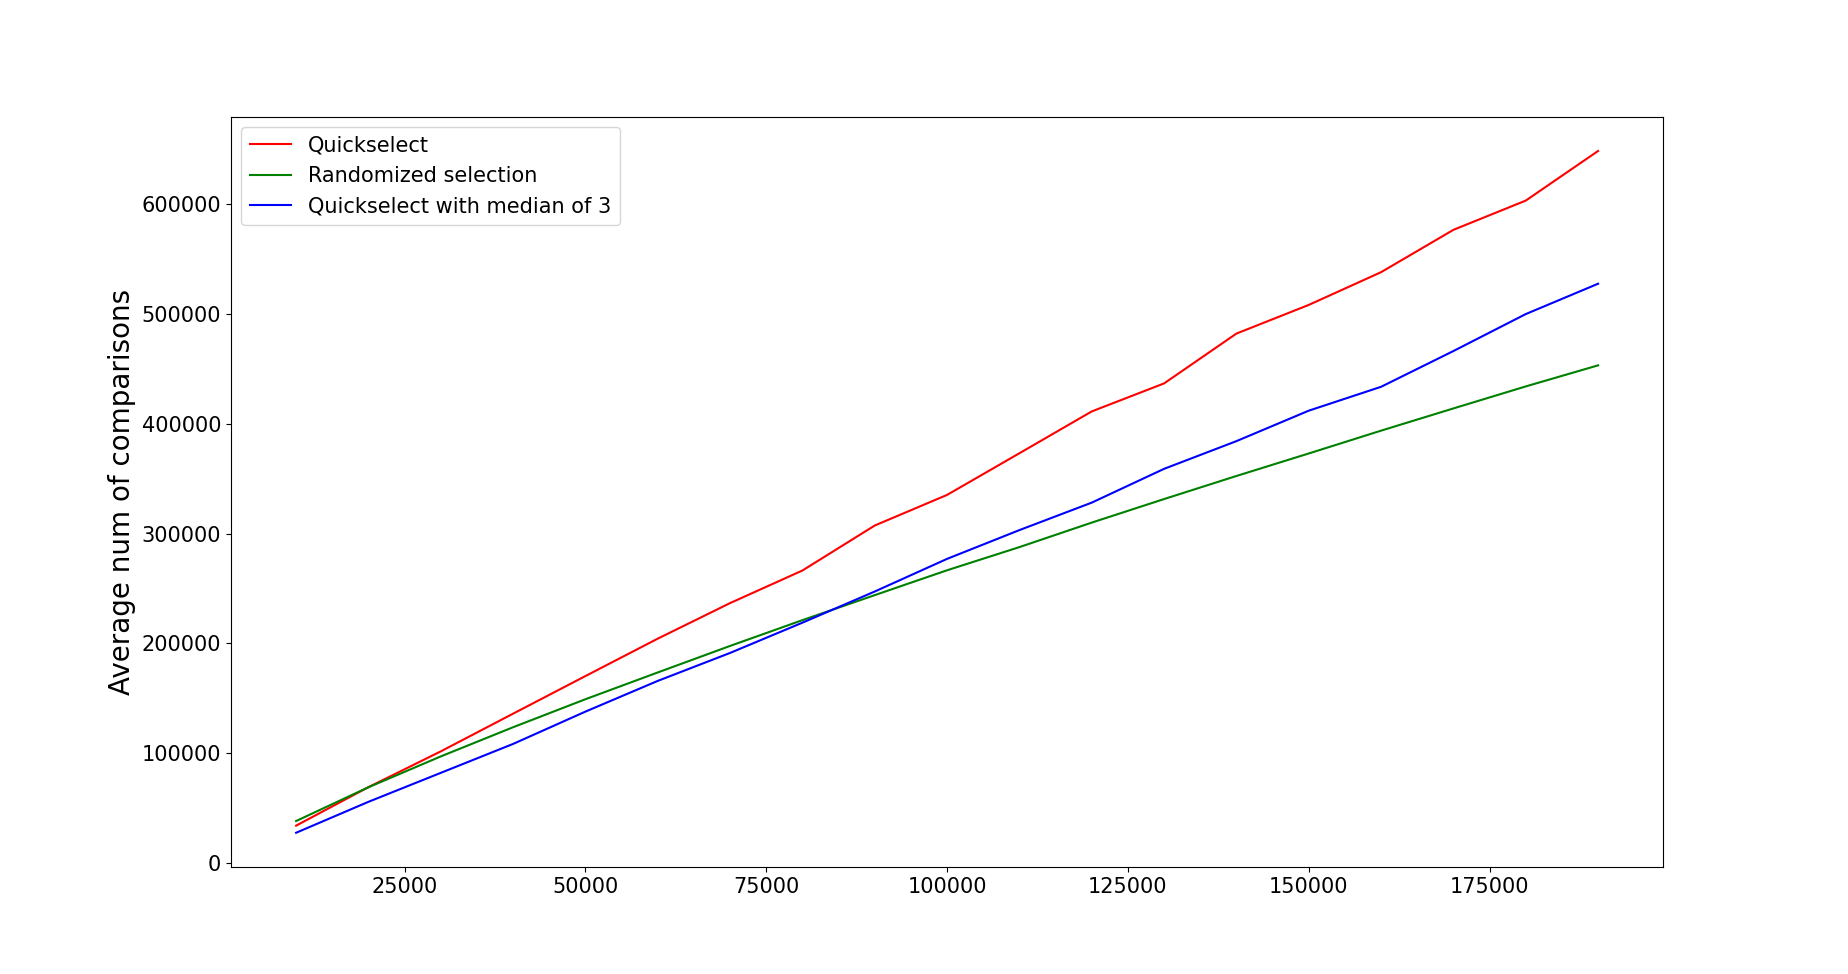 Quickselect
Randomized selection
Quickselect with median of 3
Average num of comparisons
600000
500000
400000
300000
200000
100000
0
25000 50000 75000 100000 125000 150000 175000